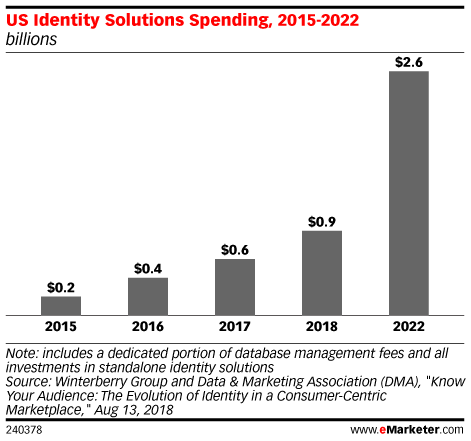 US Identity Solutions Spending, 2015-2022
billions
$2.6
$0.9
$0.6
$0.4
$0.2
2015 2016 2017 2018 2022
Note: includes a dedicated portion of database management fees and all
investments in standalone identity solutions
Source: Winterberry Group and Data & Marketing Association (DMA), "Know
Your Audience: The Evolution of Identity in a Consumer-Centric
Marketplace," Aug 13, 2018
240378 www.eMarketer.com